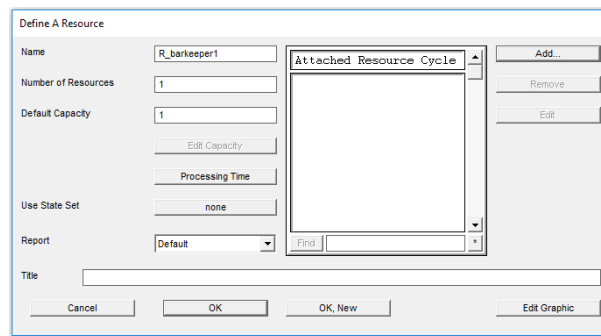 Define A Resource
Name R_barkeeper1
Attached Resource Cycle
Add...
Number of Resources 1
Remove
Default Capacity 1
Edit
Edit Capacity
Processing Time
Use State Set none
Report Default
Find *
Title
Cancel OK OK, New Edit Graphic